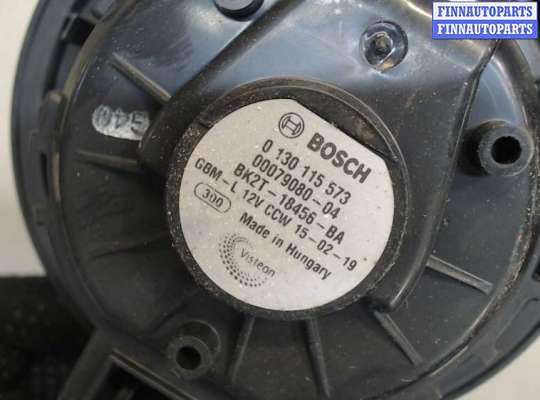 FINNAUTOPARTS
FINNAUTOPARTS
BOSCH
0 130 115 573
00079080-04
BK2T-18456-BA
GBM-L 12V CCW 15-02-19
300
Made in Hungary
Visteon